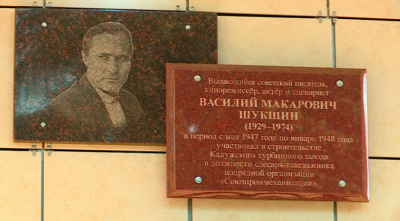 Выдающийся советский писатель,
кинорежиссёр, актёр и сценарист
ВАСИЛИЙ МАКАРОВИЧ
ШУКШИН
(1929–1974)
в период с мая 1947 года по январь 1948 года
участвовал в строительстве
Калужского турбинного завода
в должности слесаря-такелажника
подрядной организации
«Союзпроммеханизация».